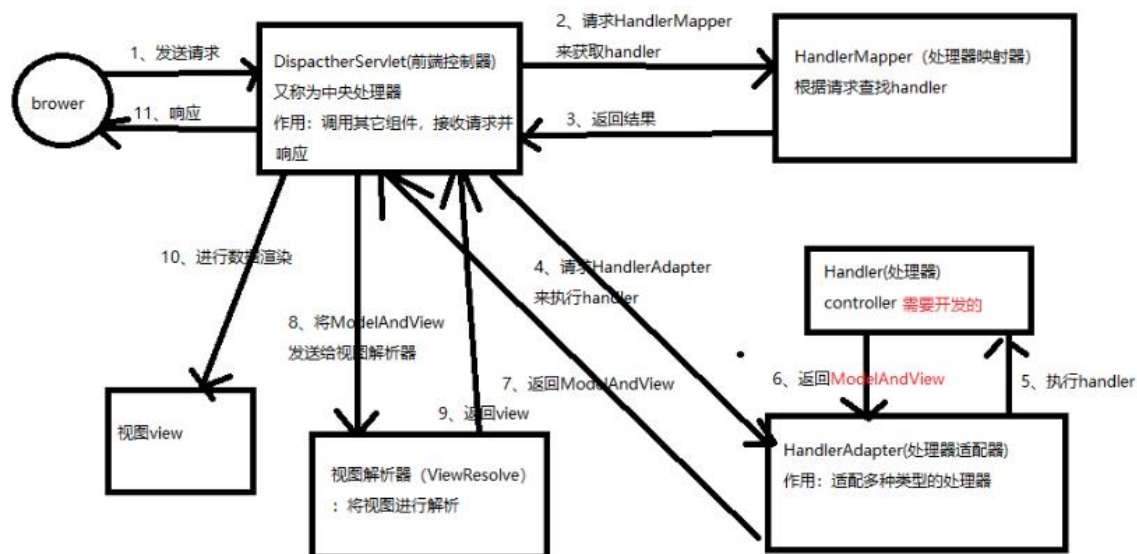 brower
1、发送请求
11、响应
DispactherServlet(前端控制器)
又称为中央处理器
作用：调用其它组件，接收请求并
响应
2、请求HandlerMapper
来获取handler
3、返回结果
HandlerMapper（处理器映射器）
根据请求查找handler
10、进行数据渲染
8、将ModelAndView
发送给视图解析器
9、返回view
7、返回ModelAndView
4、请求HandlerAdapter
来执行handler
Handler(处理器)
controller 需要开发的
6、返回ModelAndView
5、执行handler
视图view
视图解析器（ViewResolve）
：将视图进行解析
HandlerAdapter(处理器适配器)
作用：适配多种类型的处理器